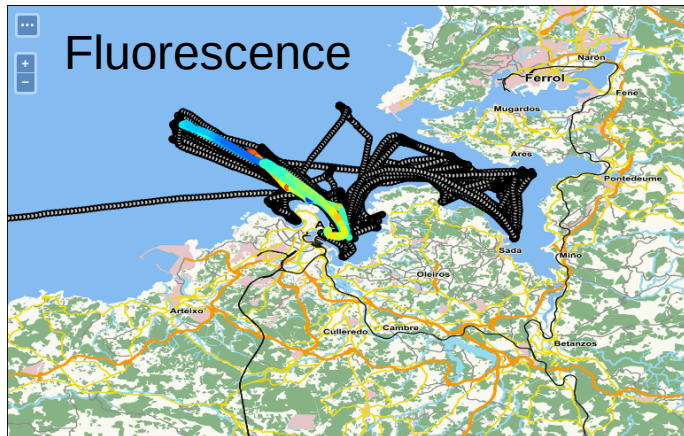 Fluorescence
Narón
Ferrol
Fene
Mugardos
Ares
Pontedeume
A
Sada
Miño
Oleiros
Arteixo
Culleredo
Cambre
Betanzos